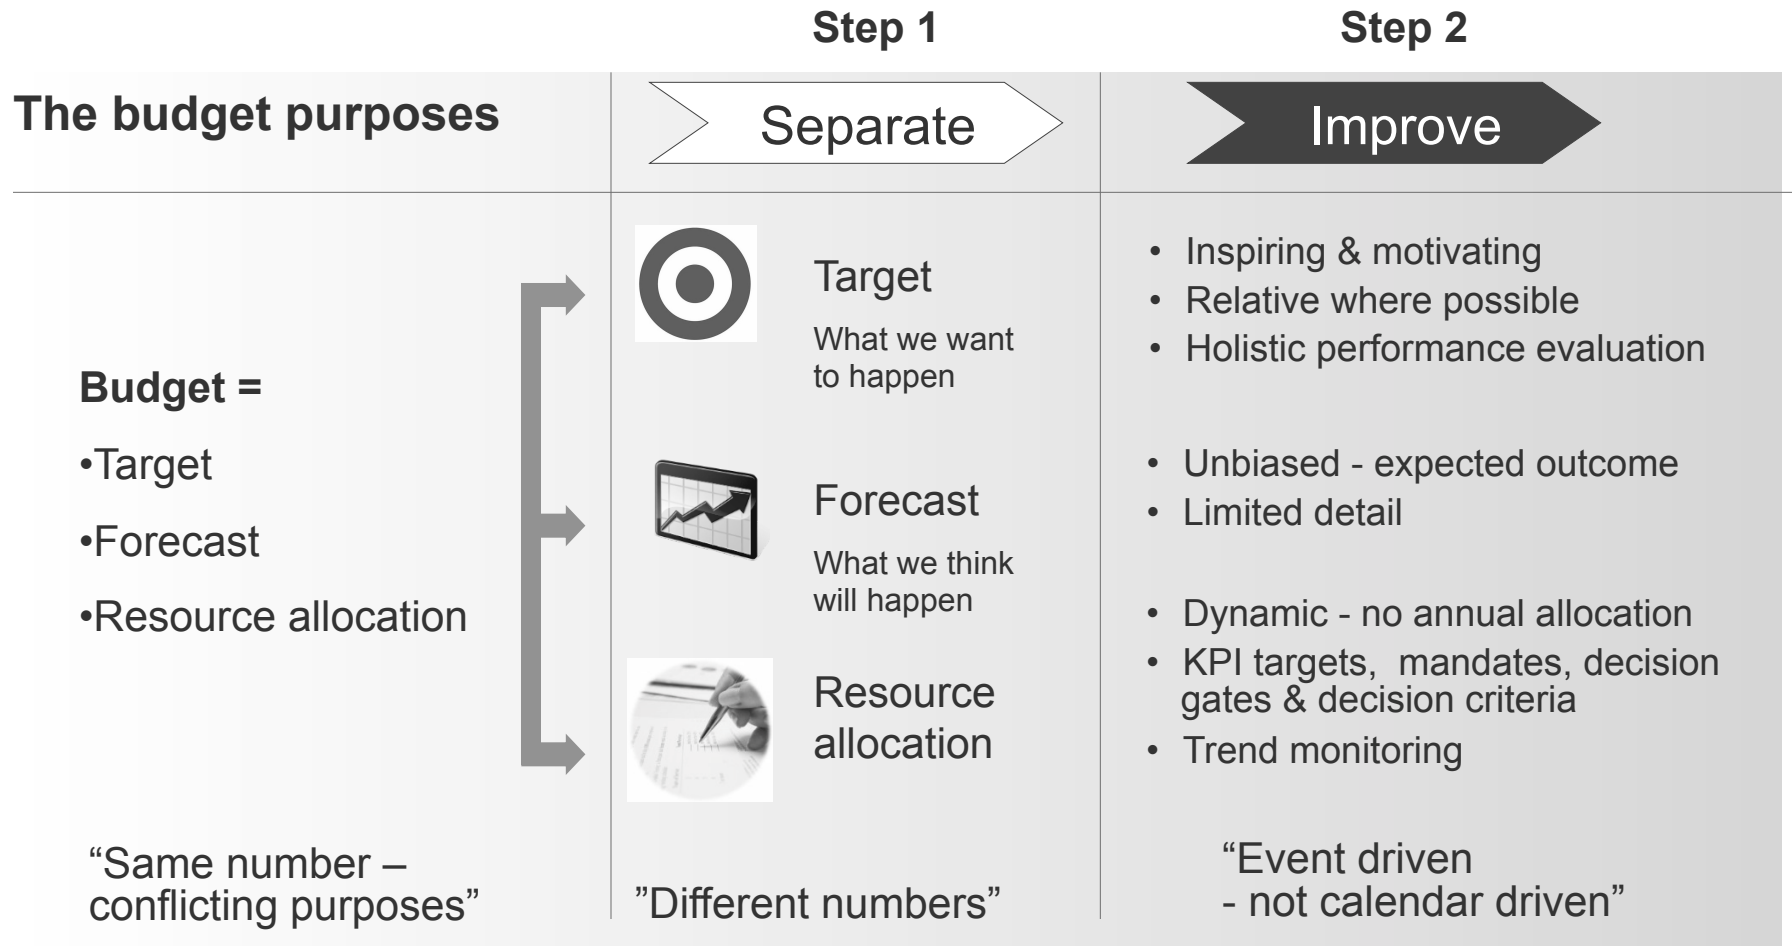 Step 1
Step 2
The budget purposes
Separate
Improve
Budget =
•Target
•Forecast
•Resource allocation
“Same number –
conflicting purposes”
Target
What we want
to happen
Forecast
What we think
will happen
Resource
allocation
”Different numbers”
• Inspiring & motivating
• Relative where possible
• Holistic performance evaluation
• Unbiased - expected outcome
• Limited detail
• Dynamic - no annual allocation
• KPI targets,  mandates, decision
gates & decision criteria
• Trend monitoring
“Event driven
- not calendar driven”